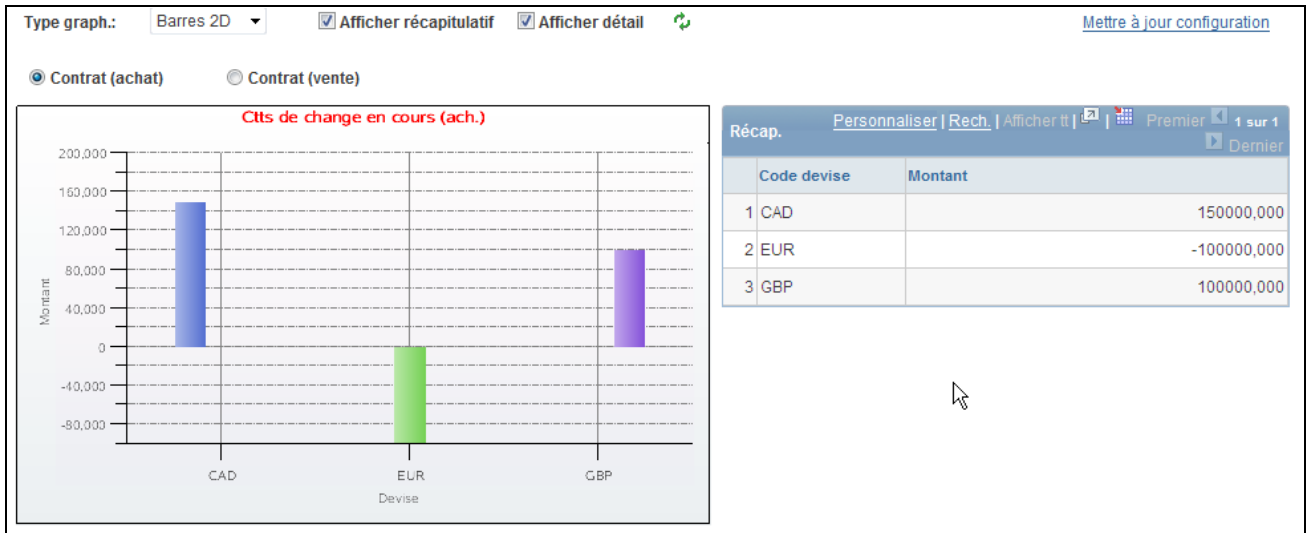 Type graph.: Barres 2D Afficher récapitulatif Afficher détail Mettre à jour configuration
Contrat (achat) Contrat (vente)
Ctts de change en cours (ach.)
200,000
160,000
120,000
80,000
40,000
0
-40,000
-80,000
Montant
CAD EUR GBP
Devise
Récap. Personnaliser | Rech. | Afficher tt | | Premier 1 sur 1
Dernier
Code devise Montant
1 CAD 150000,000
2 EUR -100000,000
3 GBP 100000,000